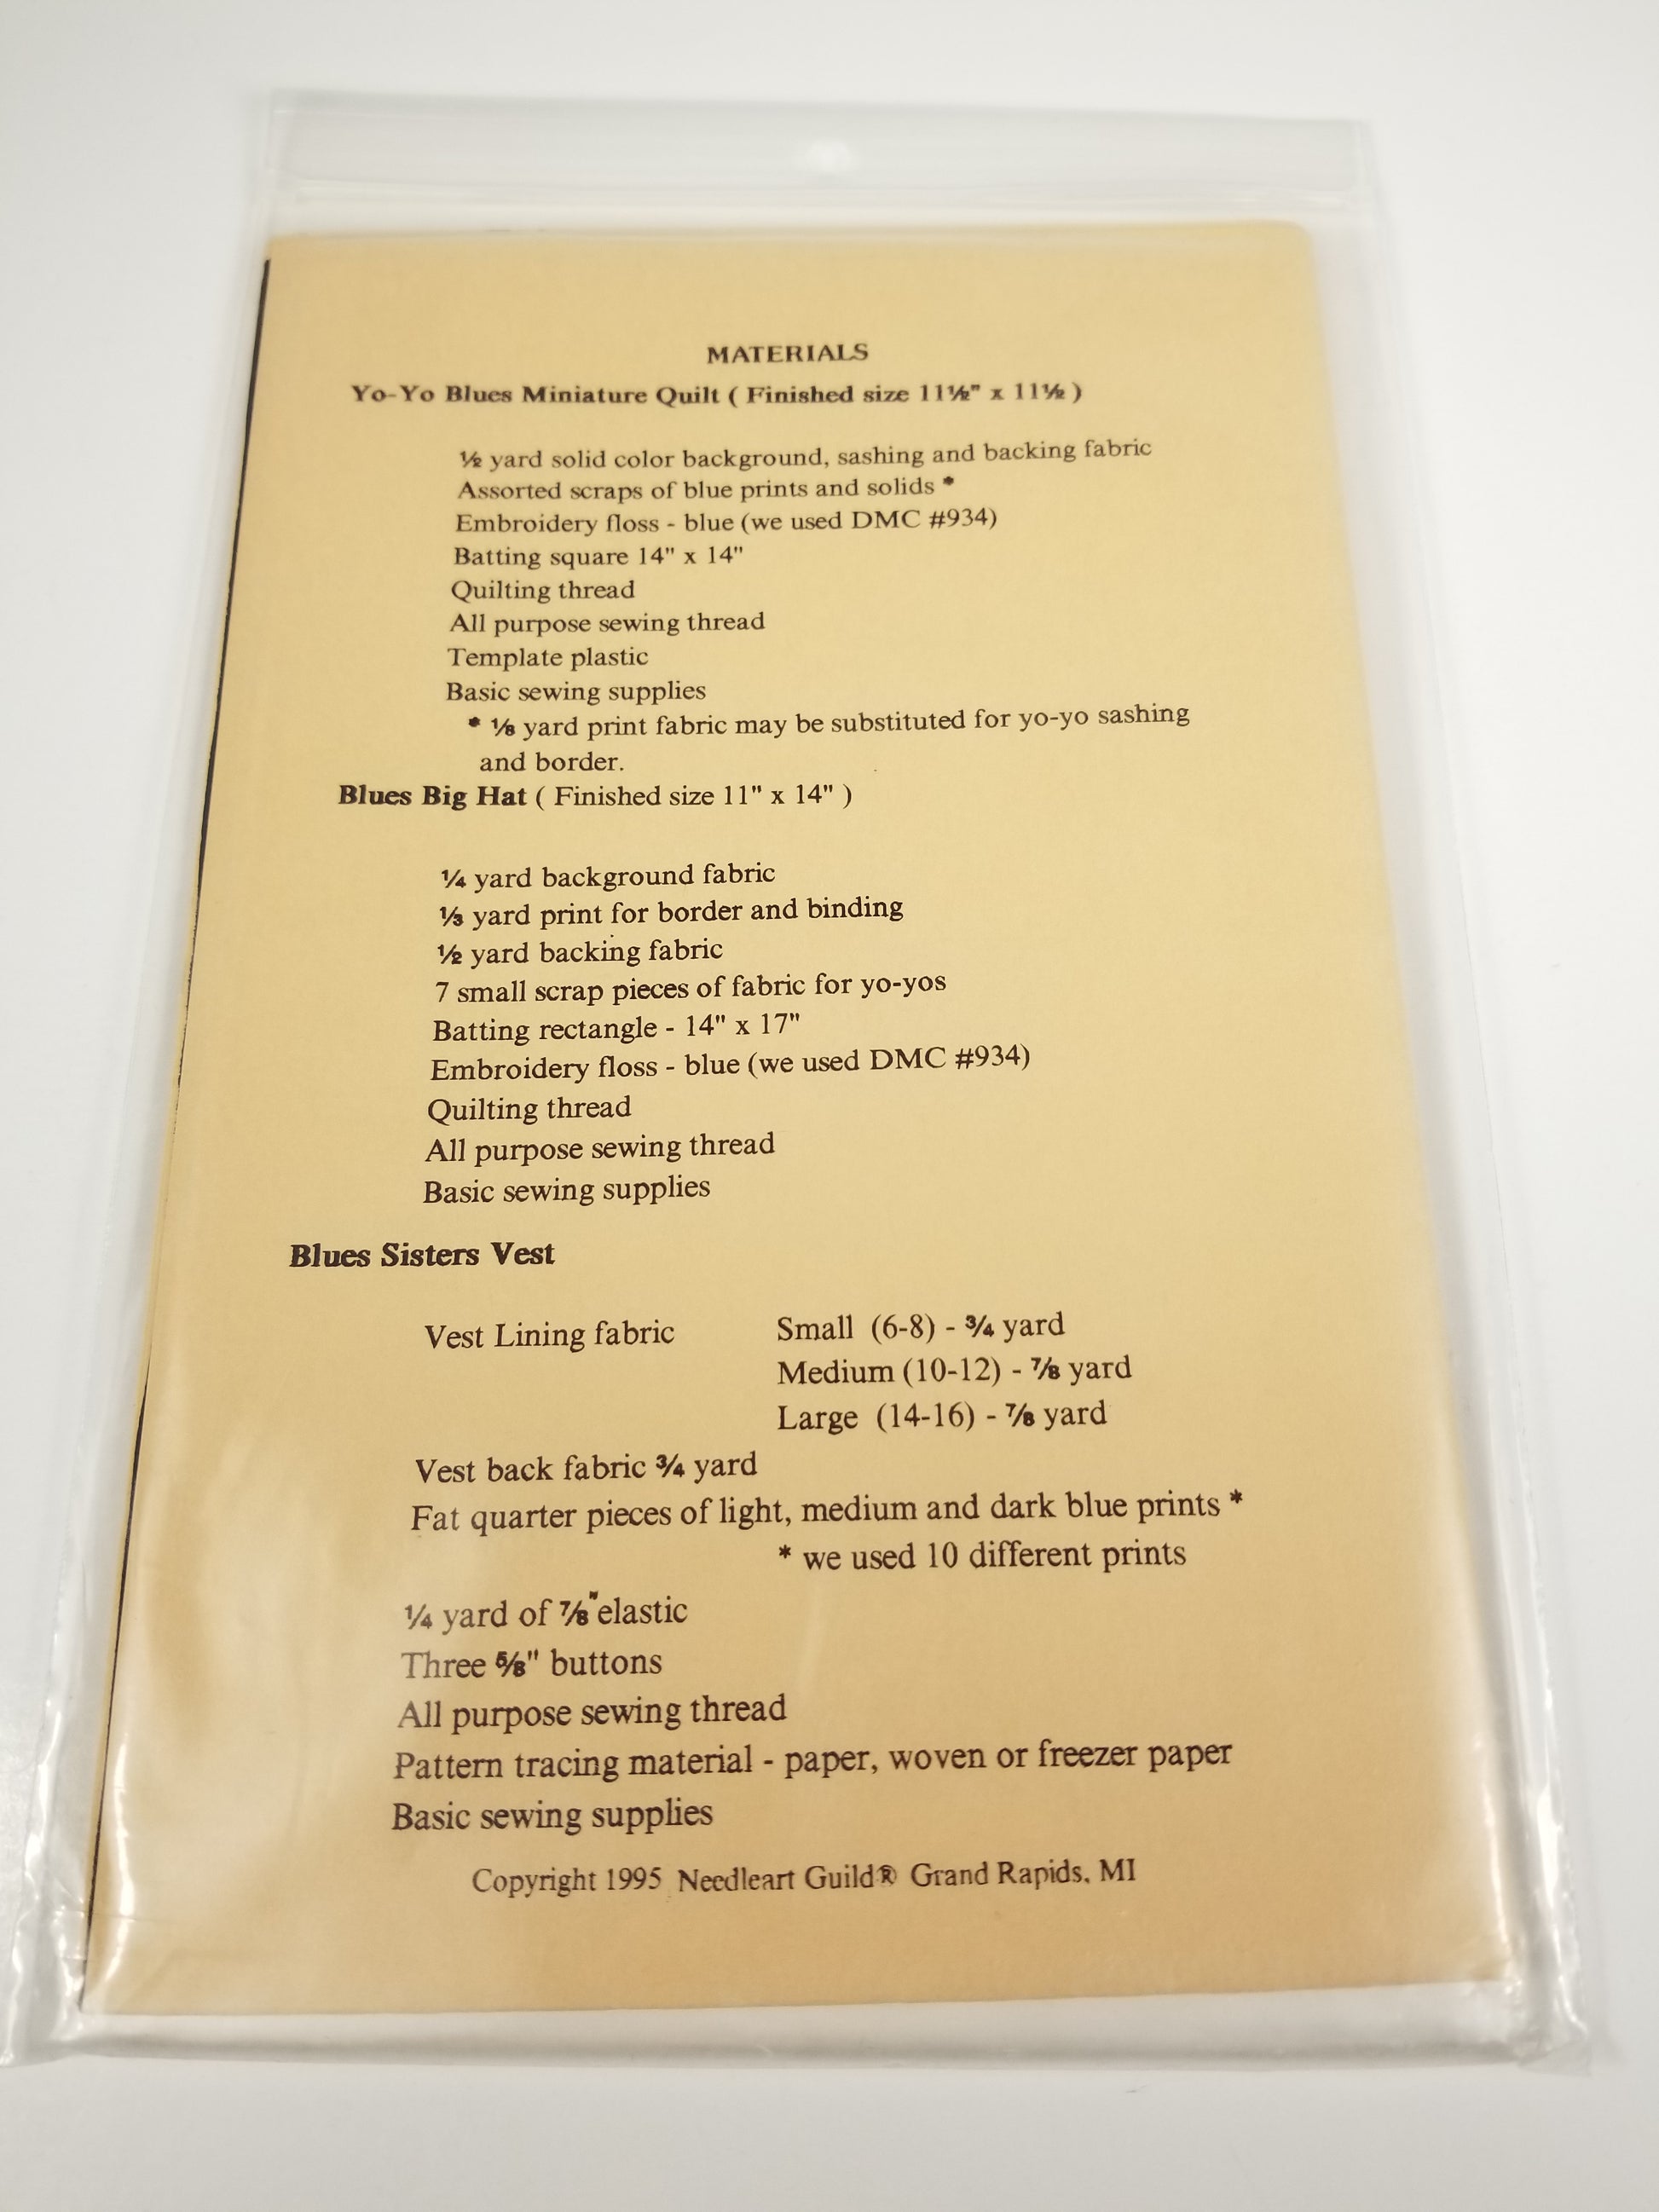 MATERIALS
Yo-Yo Blues Miniature Quilt ( Finished size 11½" x 11½ )
½ yard solid color background, sashing and backing fabric
Assorted scraps of blue prints and solids *
Embroidery floss - blue (we used DMC #934)
Batting square 14" x 14"
Quilting thread
All purpose sewing thread
Template plastic
Basic sewing supplies
* ⅛ yard print fabric may be substituted for yo-yo sashing
and border.
Blues Big Hat ( Finished size 11" x 14" )
¼ yard background fabric
⅓ yard print for border and binding
½ yard backing fabric
7 small scrap pieces of fabric for yo-yos
Batting rectangle - 14" x 17"
Embroidery floss - blue (we used DMC #934)
Quilting thread
All purpose sewing thread
Basic sewing supplies
Blues Sisters Vest
Vest Lining fabric Small (6-8) - ¾ yard
Medium (10-12) - ⅞ yard
Large (14-16) - ⅞ yard
Vest back fabric ¾ yard
Fat quarter pieces of light, medium and dark blue prints *
* we used 10 different prints
¼ yard of ⅞" elastic
Three ⅝" buttons
All purpose sewing thread
Pattern tracing material - paper, woven or freezer paper
Basic sewing supplies
Copyright 1995 Needleart Guild® Grand Rapids, MI